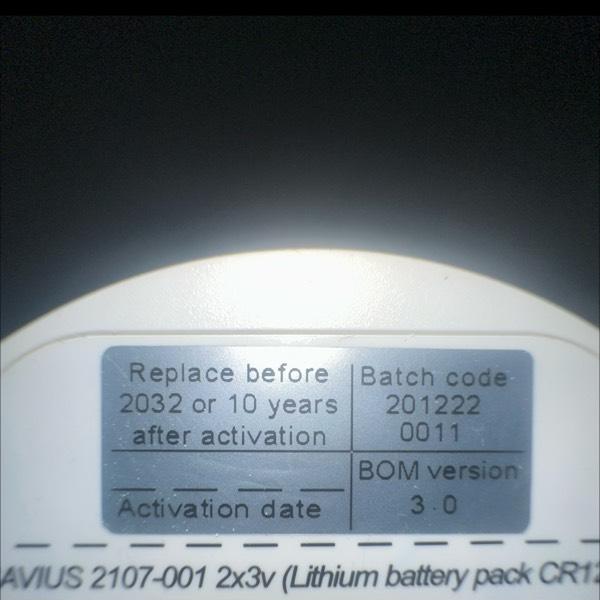 Replace before
2032 or 10 years
after activation
Activation date
Batch code
201222
0011
BOM version
3.0
AVIUS 2107-001 2x3v (Lithium battery pack